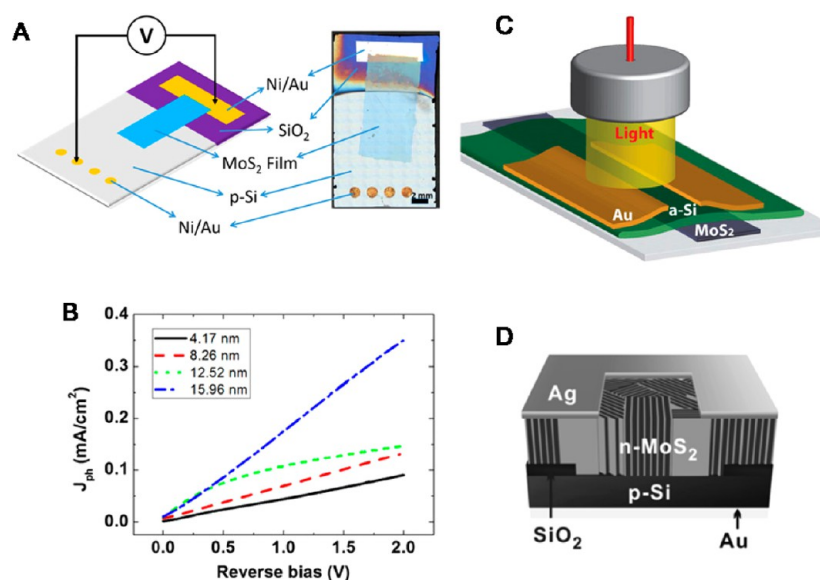 A
V
Ni/Au
SiO₂
MoS₂ Film
p-Si
Ni/Au
2 mm
C
Light
Au
a-Si
MoS₂
B
4.17 nm
8.26 nm
12.52 nm
15.96 nm
J_ph (mA/cm²)
0.4
0.3
0.2
0.1
0.0
0.0 0.5 1.0 1.5 2.0
Reverse bias (V)
D
Ag
n-MoS₂
p-Si
SiO₂
Au